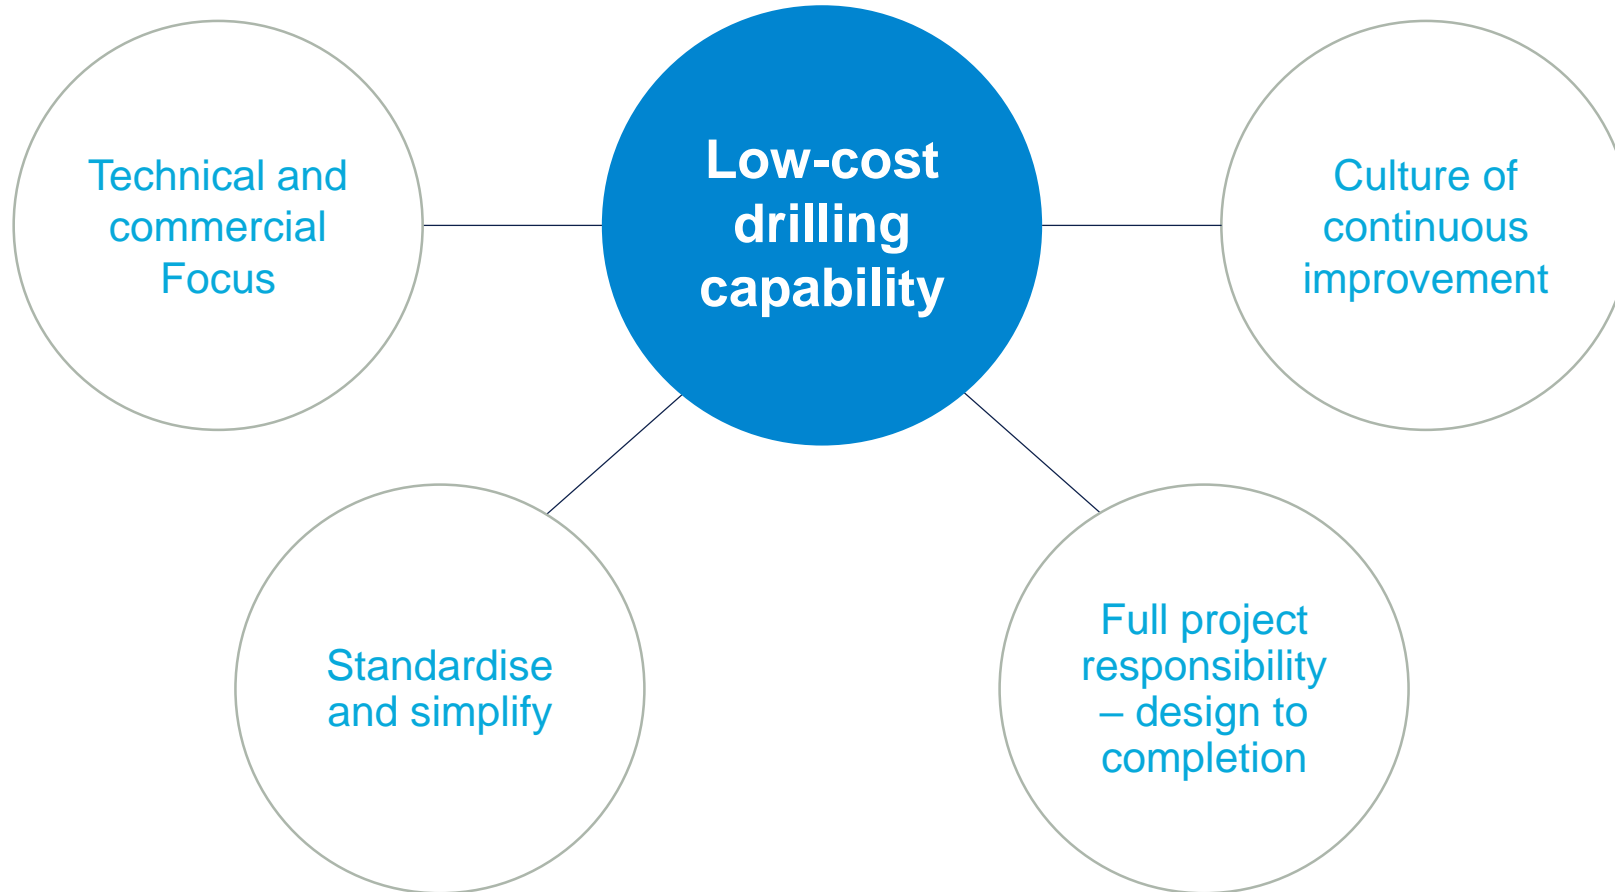 Technical and
commercial
Focus
Low-cost
drilling
capability
Culture of
continuous
improvement
Standardise
and simplify
Full project
responsibility
– design to
completion